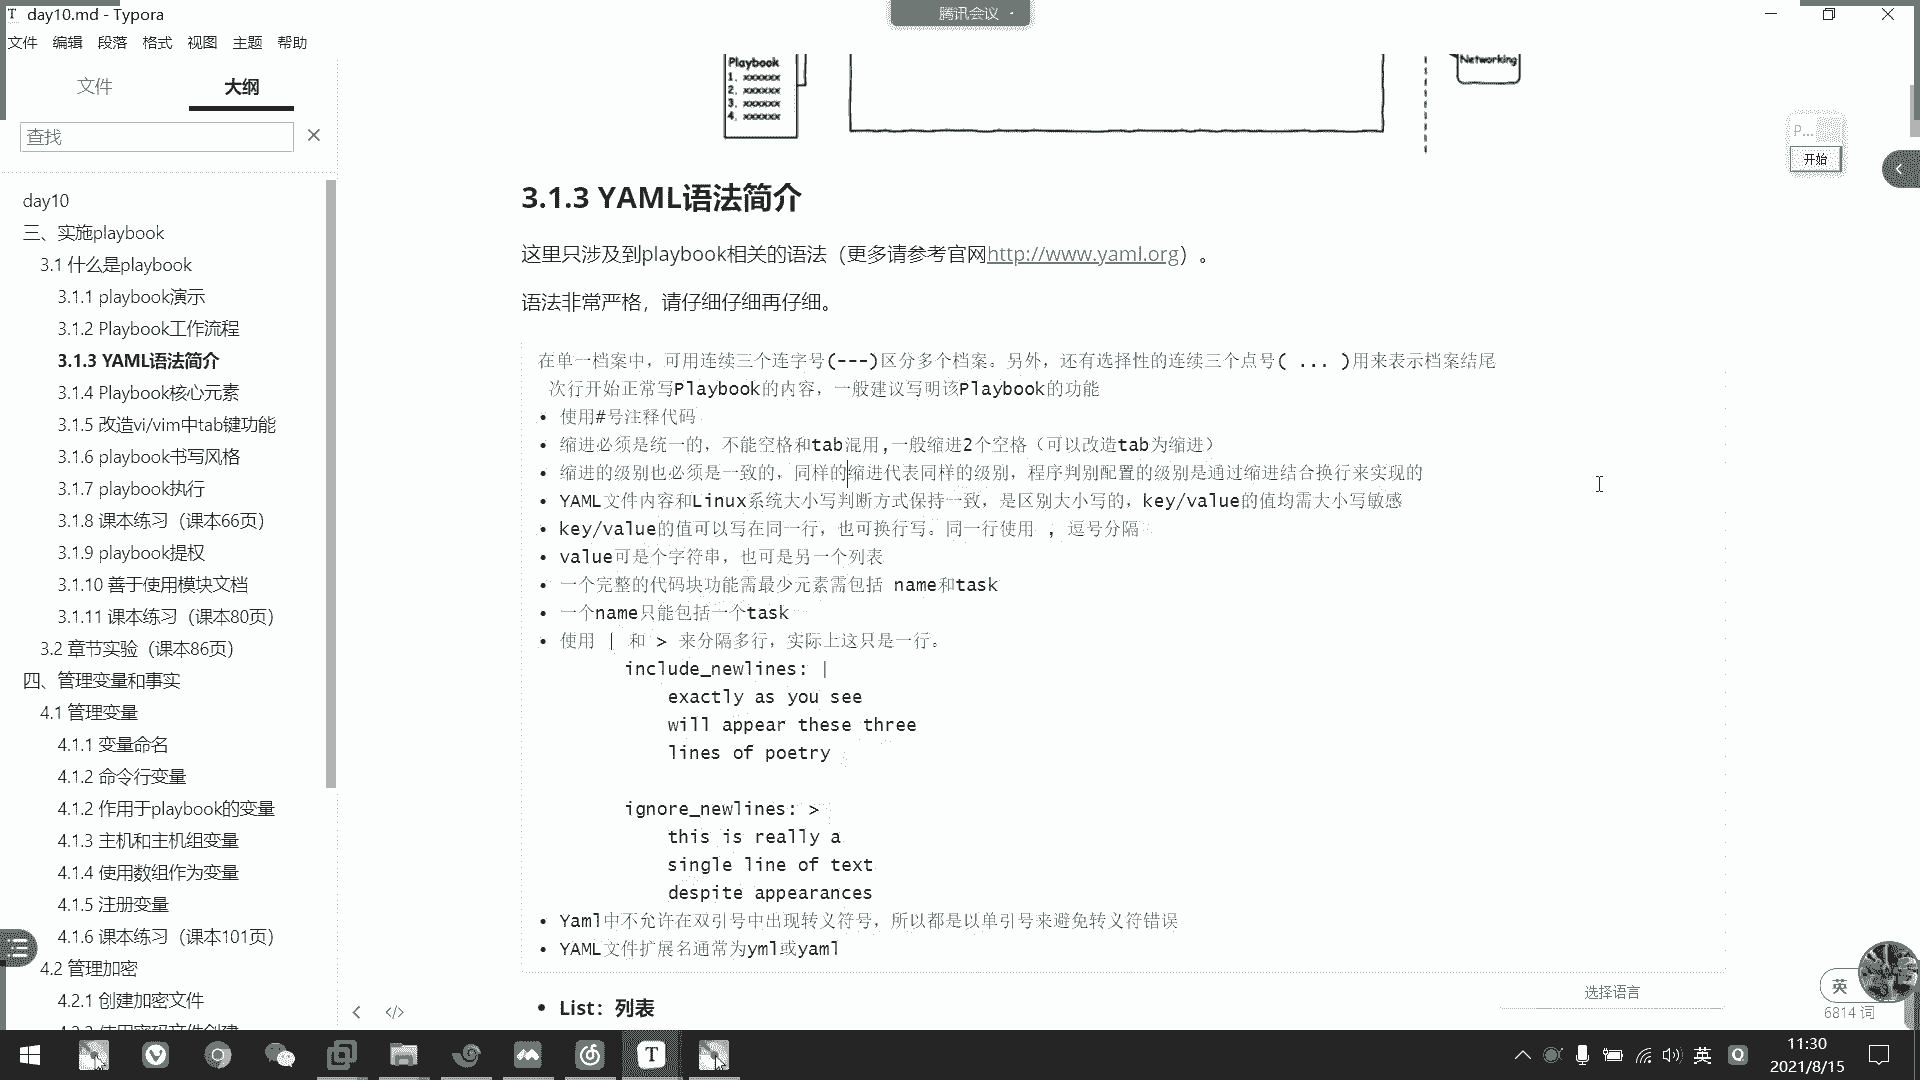 day10.md - Typora
腾讯会议
文件 编辑 段落 格式 视图 主题 帮助
文件 大纲
查找
day10
三、实施playbook
3.1 什么是playbook
3.1.1 playbook演示
3.1.2 Playbook工作流程
3.1.3 YAML语法简介
3.1.4 Playbook核心元素
3.1.5 改造vi/vim中tab键功能
3.1.6 playbook书写风格
3.1.7 playbook执行
3.1.8 课本练习（课本66页）
3.1.9 playbook提权
3.1.10 善于使用模块文档
3.1.11 课本练习（课本80页）
3.2 章节实验（课本86页）
四、管理变量和事实
4.1 管理变量
4.1.1 变量命名
4.1.2 命令行变量
4.1.2 作用于playbook的变量
4.1.3 主机和主机组变量
4.1.4 使用数组作为变量
4.1.5 注册变量
4.1.6 课本练习（课本101页）
4.2 管理加密
4.2.1 创建加密文件
Playbook
1. xxxxxx
2. xxxxxx
3. xxxxxx
4. xxxxxx
Networking
P...
开始
3.1.3 YAML语法简介
这里只涉及到playbook相关的语法（更多请参考官网http://www.yaml.org）。
语法非常严格，请仔细仔细再仔细。
在单一档案中，可用连续三个连字号(---)区分多个档案。另外，还有选择性的连续三个点号( ... )用来表示档案结尾
次行开始正常写Playbook的内容，一般建议写明该Playbook的功能
• 使用#号注释代码
• 缩进必须是统一的，不能空格和tab混用,一般缩进2个空格（可以改造tab为缩进）
• 缩进的级别也必须是一致的，同样的缩进代表同样的级别，程序判别配置的级别是通过缩进结合换行来实现的
• YAML文件内容和Linux系统大小写判断方式保持一致，是区别大小写的，key/value的值均需大小写敏感
• key/value的值可以写在同一行，也可换行写。同一行使用 , 逗号分隔
• value可是个字符串，也可是另一个列表
• 一个完整的代码块功能需最少元素需包括 name和task
• 一个name只能包括一个task
• 使用 | 和 > 来分隔多行，实际上这只是一行。
include_newlines: |
exactly as you see
will appear these three
lines of poetry
ignore_newlines: >
this is really a
single line of text
despite appearances
• Yaml中不允许在双引号中出现转义符号，所以都是以单引号来避免转义符错误
• YAML文件扩展名通常为yml或yaml
• List：列表
选择语言
英
6814 词
英
11:30
2021/8/15